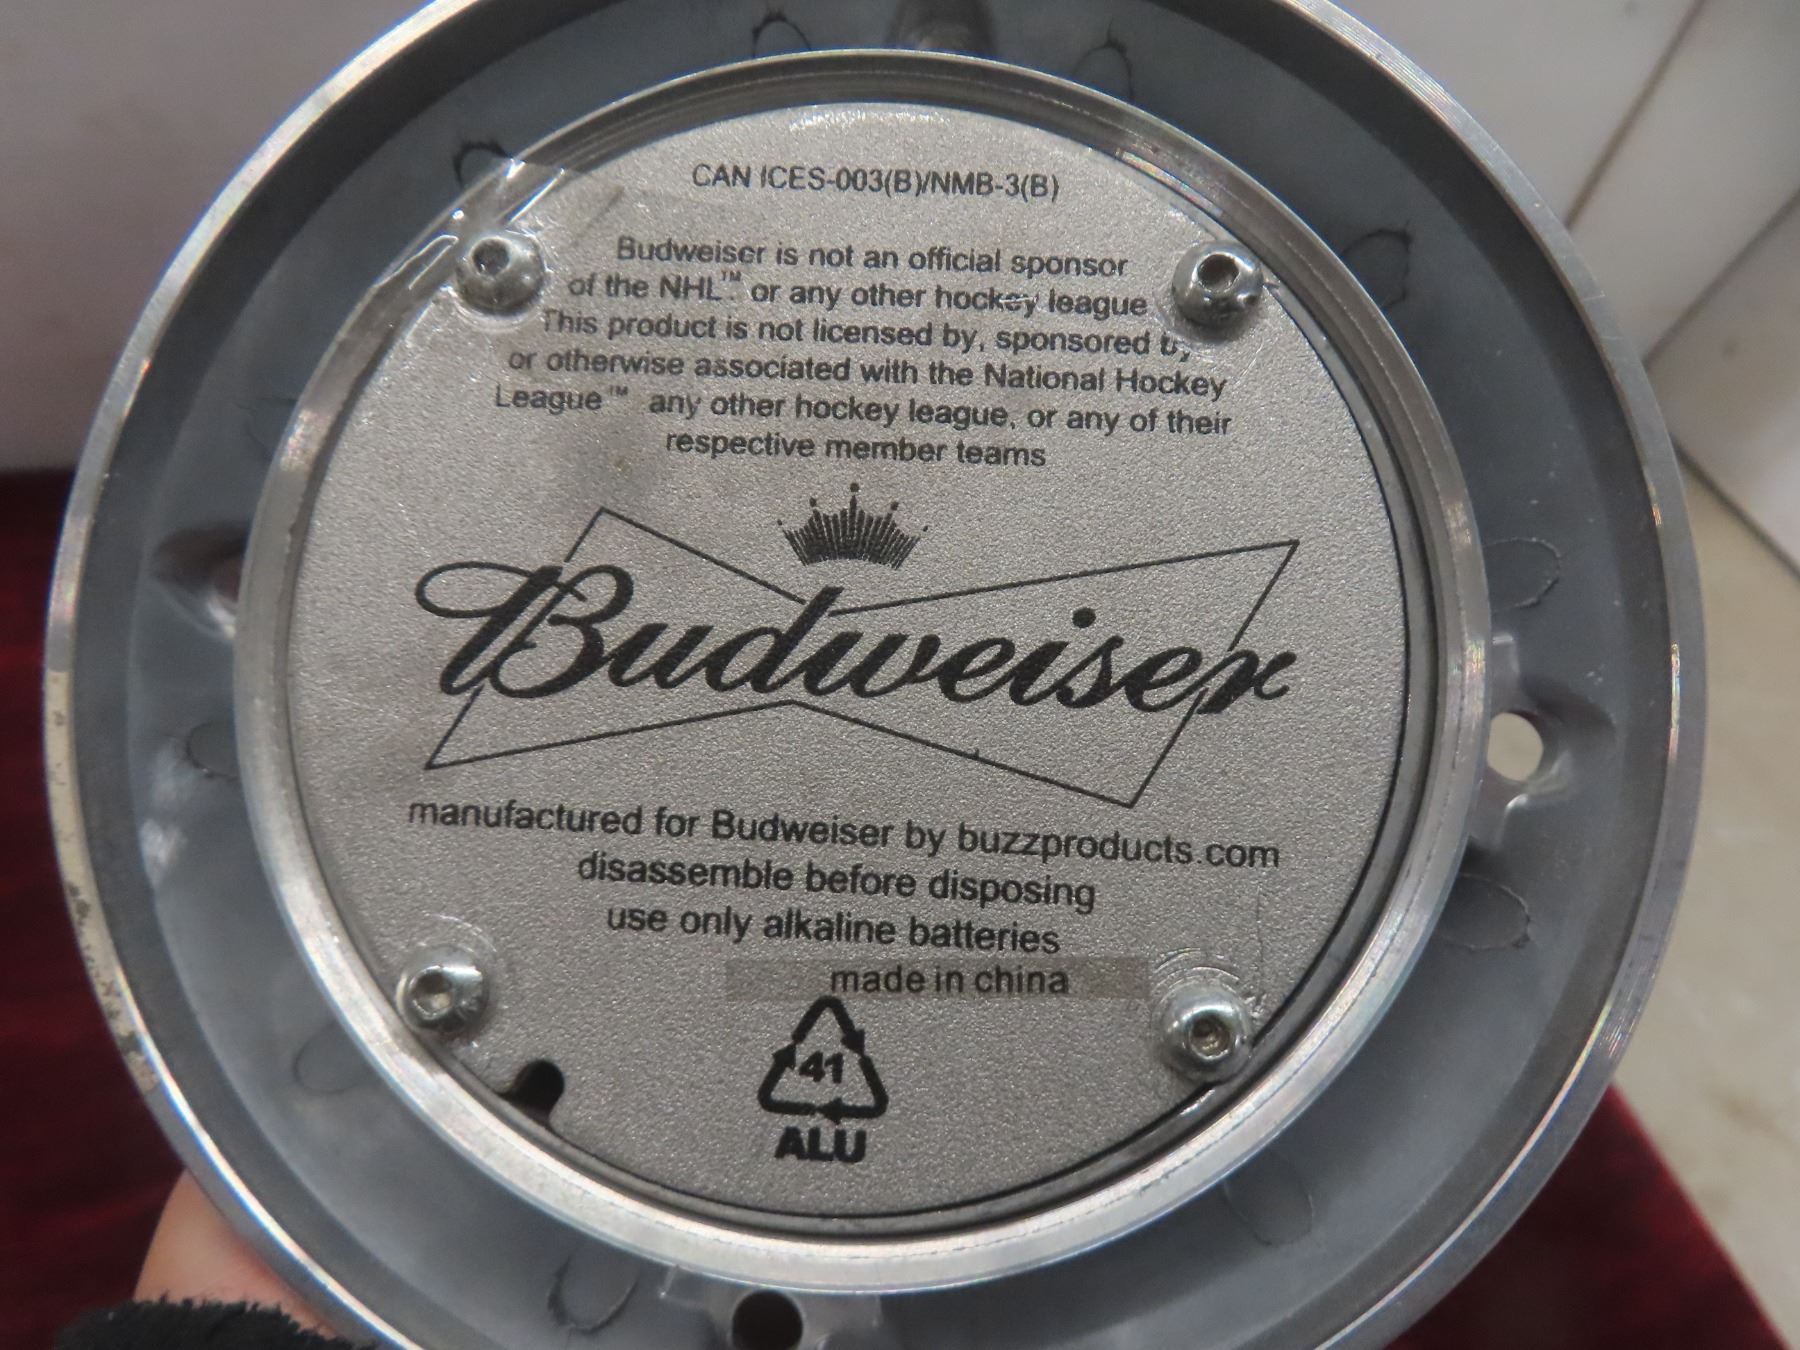 CAN ICES-003(B)/NMB-3(B)
Budweiser is not an official sponsor
of the NHL™ or any other hockey league
This product is not licensed by, sponsored by,
or otherwise associated with the National Hockey
League™ any other hockey league, or any of their
respective member teams
Budweiser
manufactured for Budweiser by buzzproducts.com
disassemble before disposing
use only alkaline batteries
made in china
41
ALU